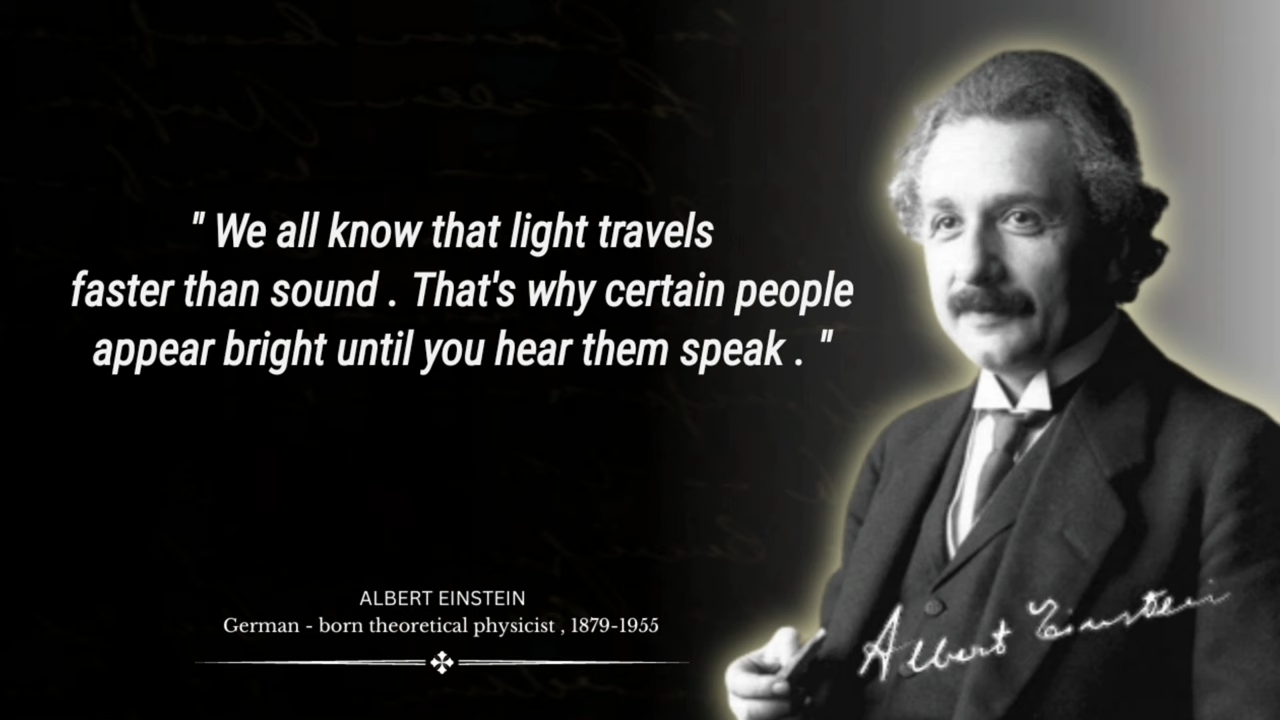 " We all know that light travels
faster than sound . That's why certain people
appear bright until you hear them speak . "
ALBERT EINSTEIN
German - born theoretical physicist , 1879-1955
Albert Einstein